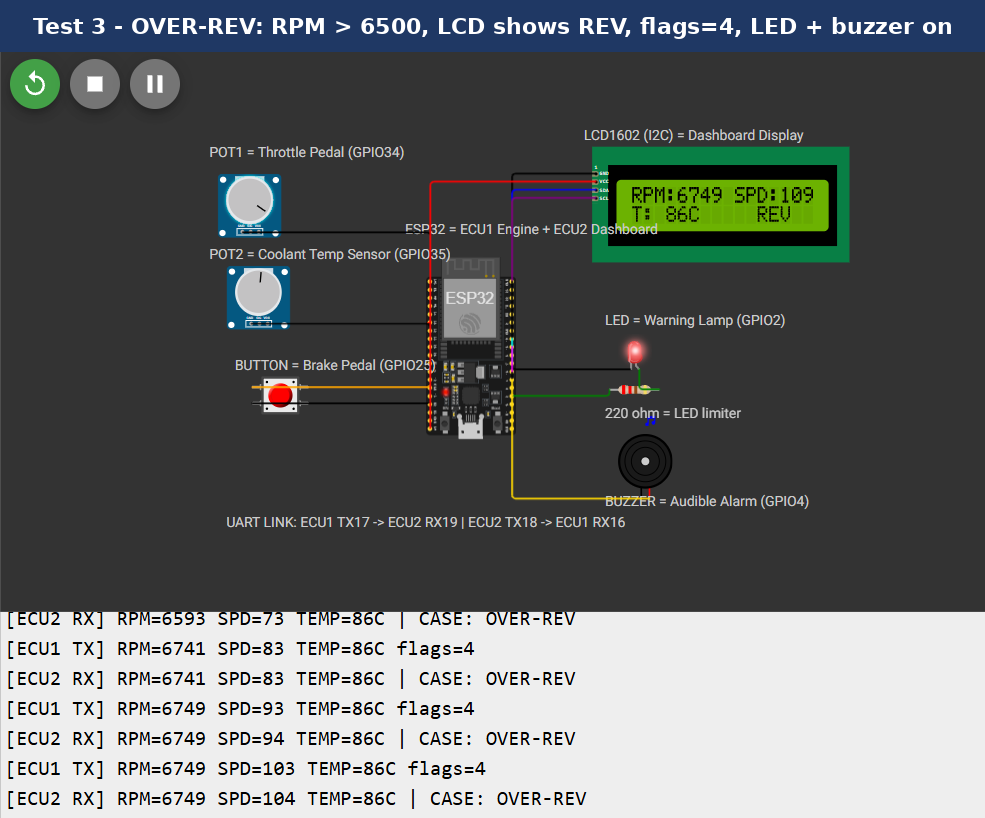 Test 3 - OVER-REV: RPM > 6500, LCD shows REV, flags=4, LED + buzzer on
LCD1602 (I2C) = Dashboard Display
POT1 = Throttle Pedal (GPIO34)
RPM:6749 SPD:109
T: 86C REV
ESP32 = ECU1 Engine + ECU2 Dashboard
POT2 = Coolant Temp Sensor (GPIO35)
ESP32
LED = Warning Lamp (GPIO2)
BUTTON = Brake Pedal (GPIO25)
220 ohm = LED limiter
BUZZER = Audible Alarm (GPIO4)
UART LINK: ECU1 TX17 -> ECU2 RX19 | ECU2 TX18 -> ECU1 RX16
[ECU2 RX] RPM=6593 SPD=73 TEMP=86C | CASE: OVER-REV
[ECU1 TX] RPM=6741 SPD=83 TEMP=86C flags=4
[ECU2 RX] RPM=6741 SPD=83 TEMP=86C | CASE: OVER-REV
[ECU1 TX] RPM=6749 SPD=93 TEMP=86C flags=4
[ECU2 RX] RPM=6749 SPD=94 TEMP=86C | CASE: OVER-REV
[ECU1 TX] RPM=6749 SPD=103 TEMP=86C flags=4
[ECU2 RX] RPM=6749 SPD=104 TEMP=86C | CASE: OVER-REV